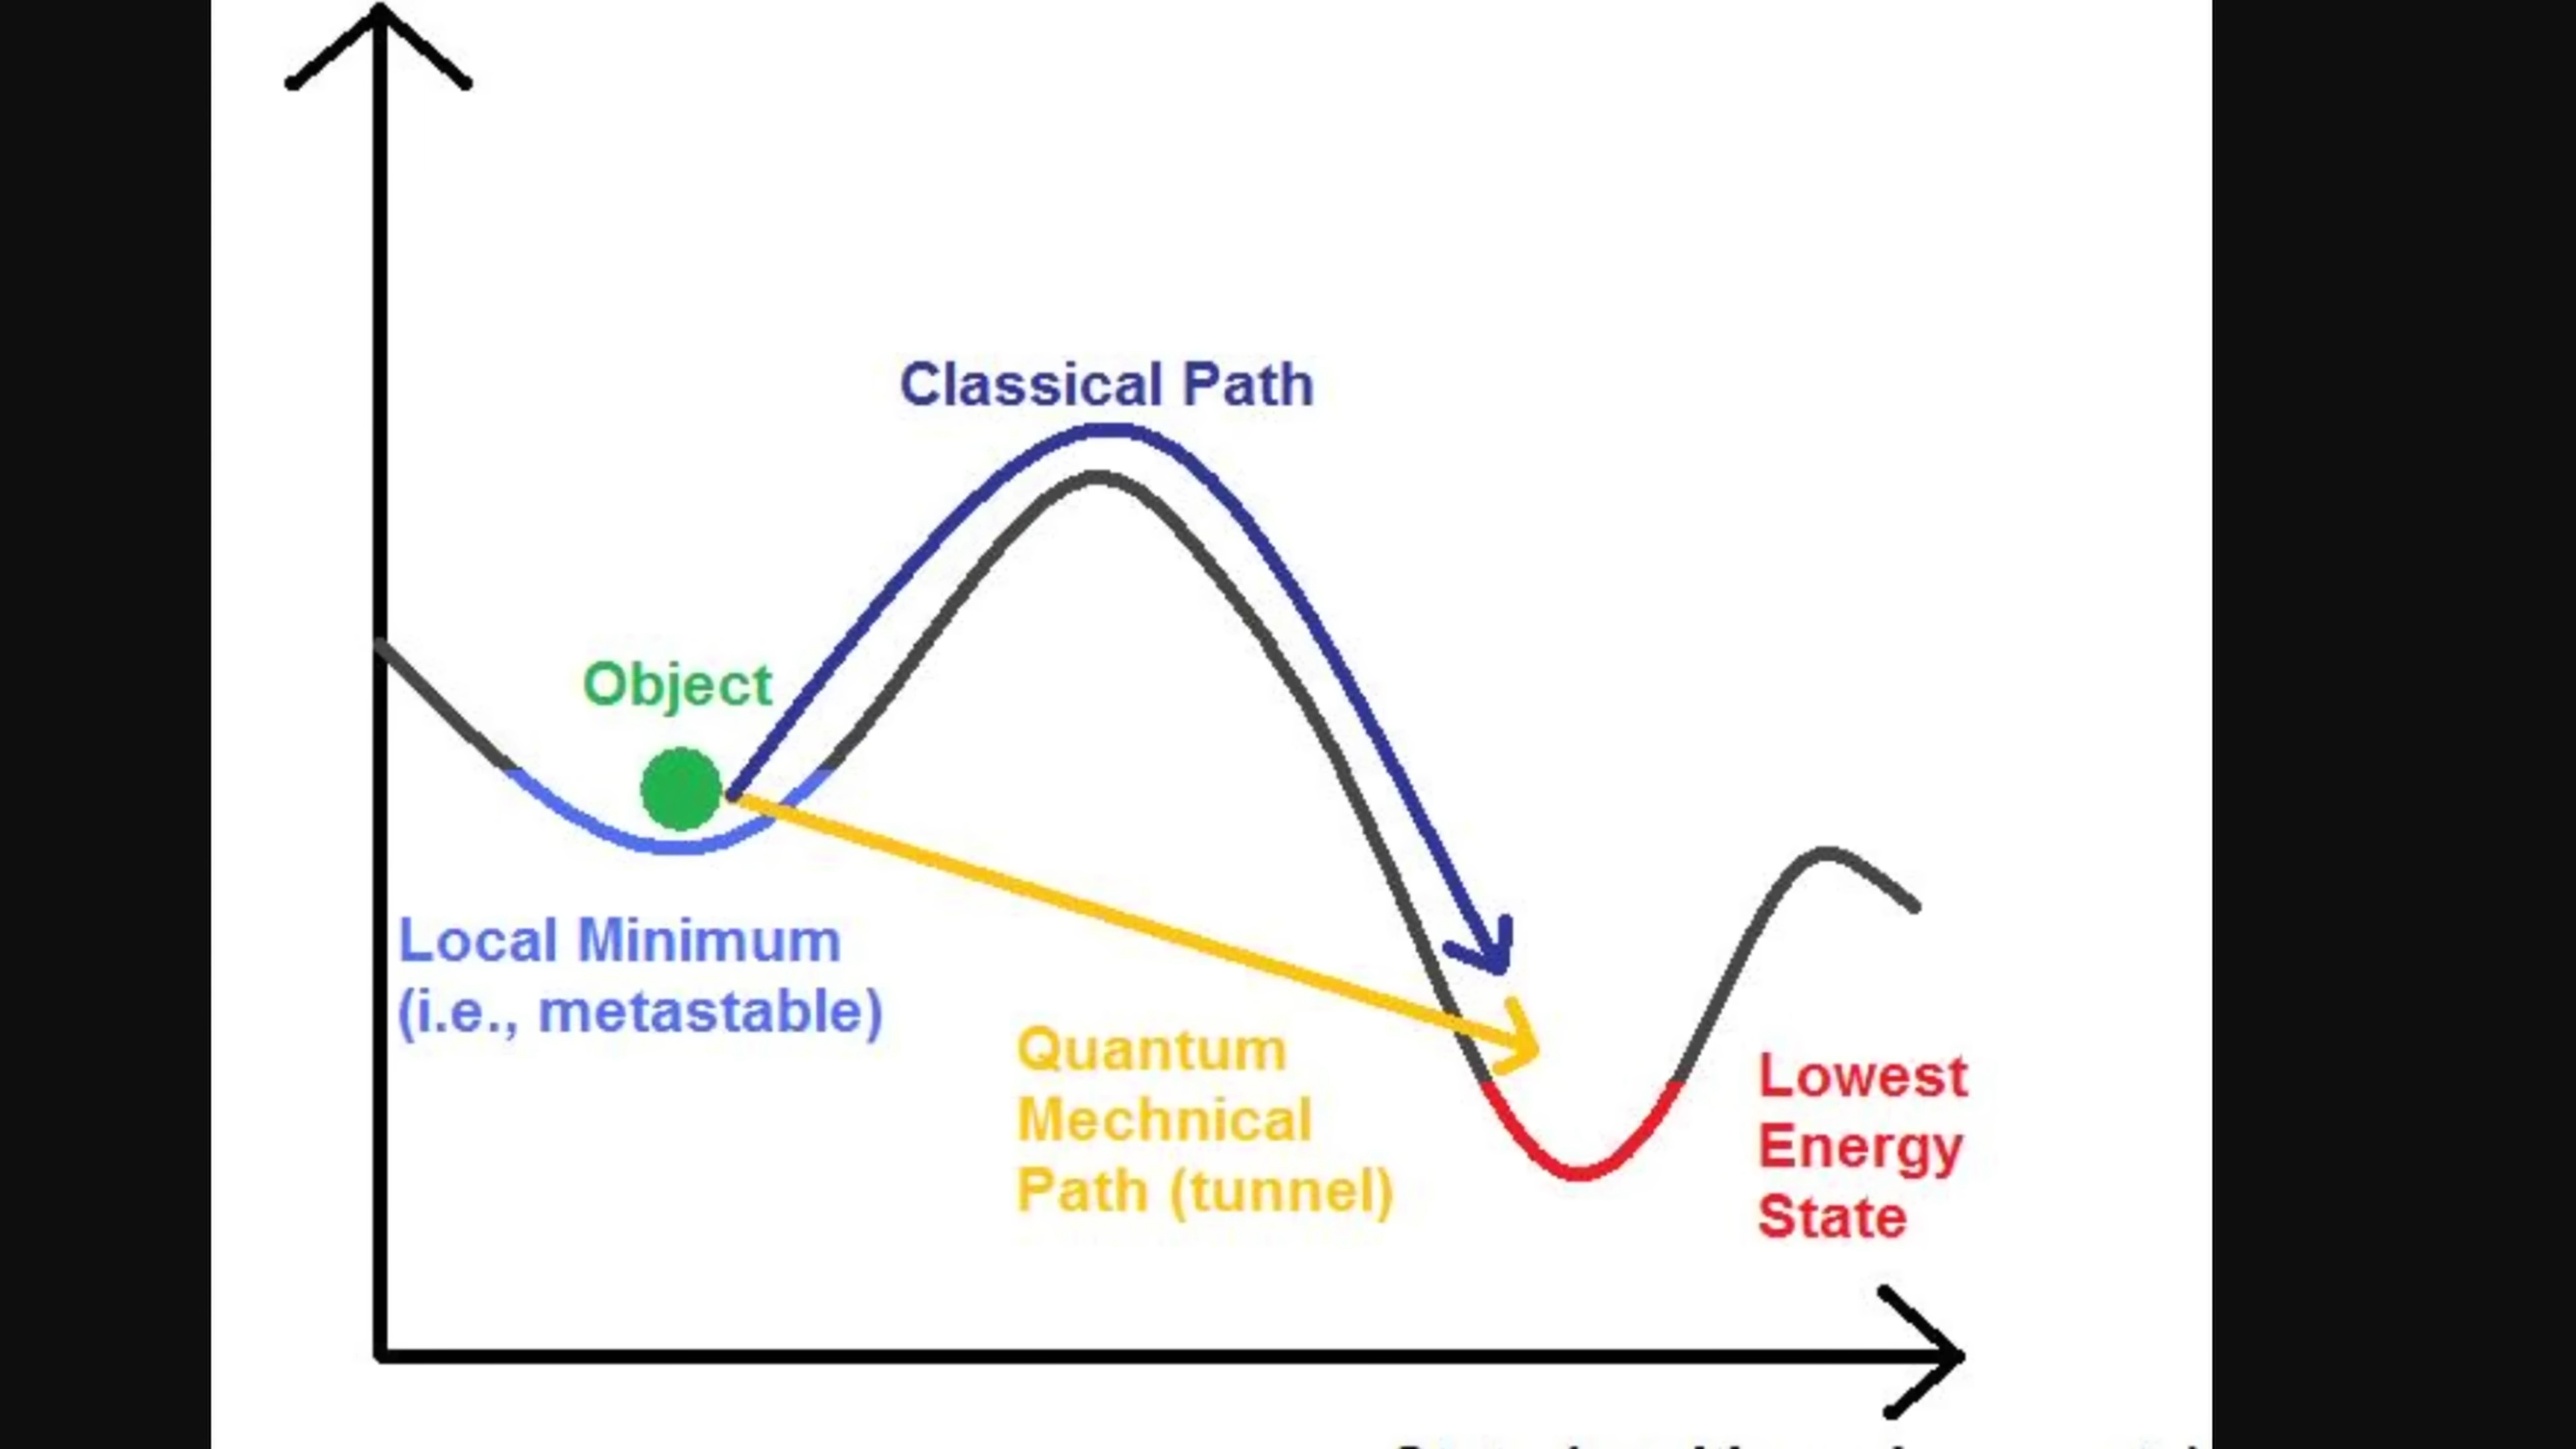 Classical Path
Object
Local Minimum
(i.e., metastable)
Quantum
Mechnical
Path (tunnel)
Lowest
Energy
State